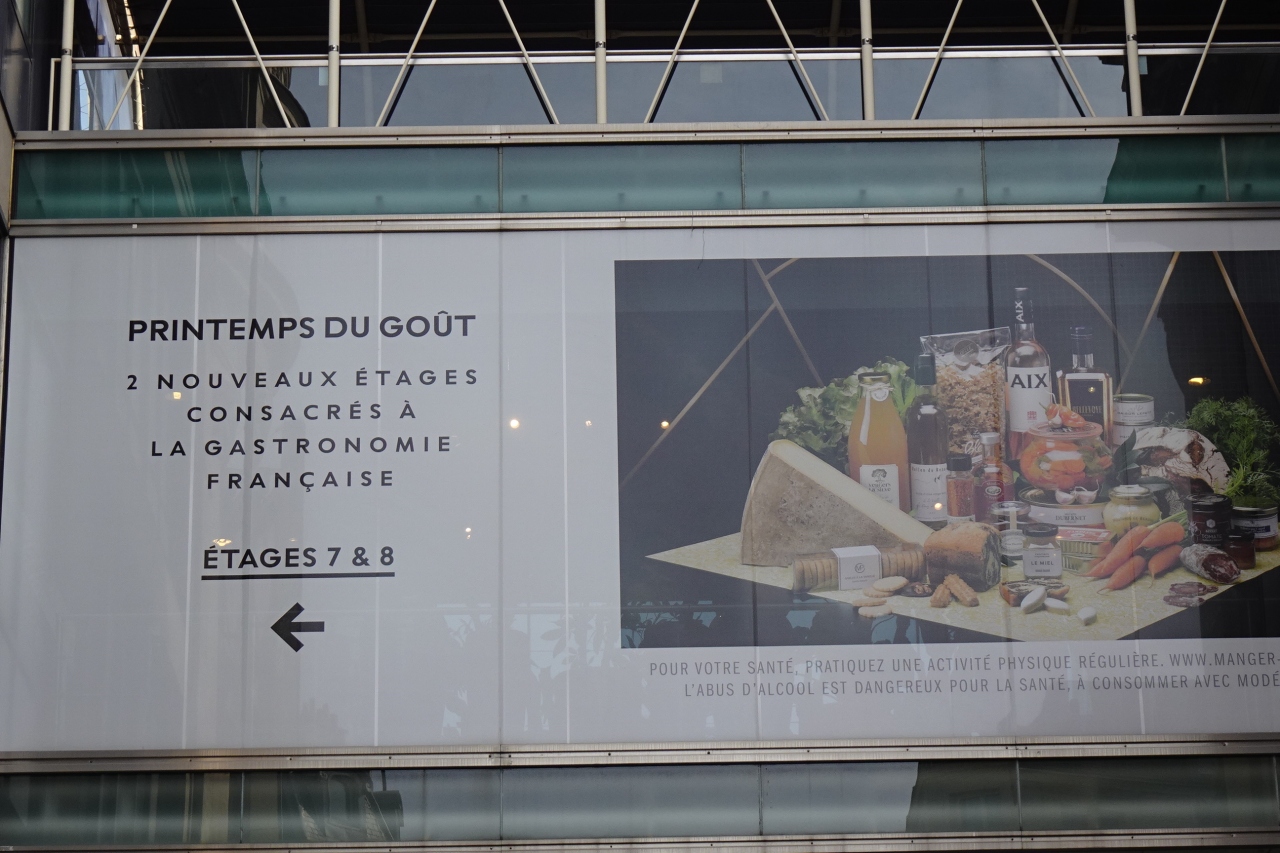 PRINTEMPS DU GOÛT
2 NOUVEAUX ÉTAGES
CONSACRÉS À
LA GASTRONOMIE
FRANÇAISE
ÉTAGES 7 & 8
AIX
AIX
LE MIEL
POUR VOTRE SANTÉ, PRATIQUEZ UNE ACTIVITÉ PHYSIQUE RÉGULIÈRE. WWW.MANGER-
L'ABUS D'ALCOOL EST DANGEREUX POUR LA SANTÉ, À CONSOMMER AVEC MODÉ